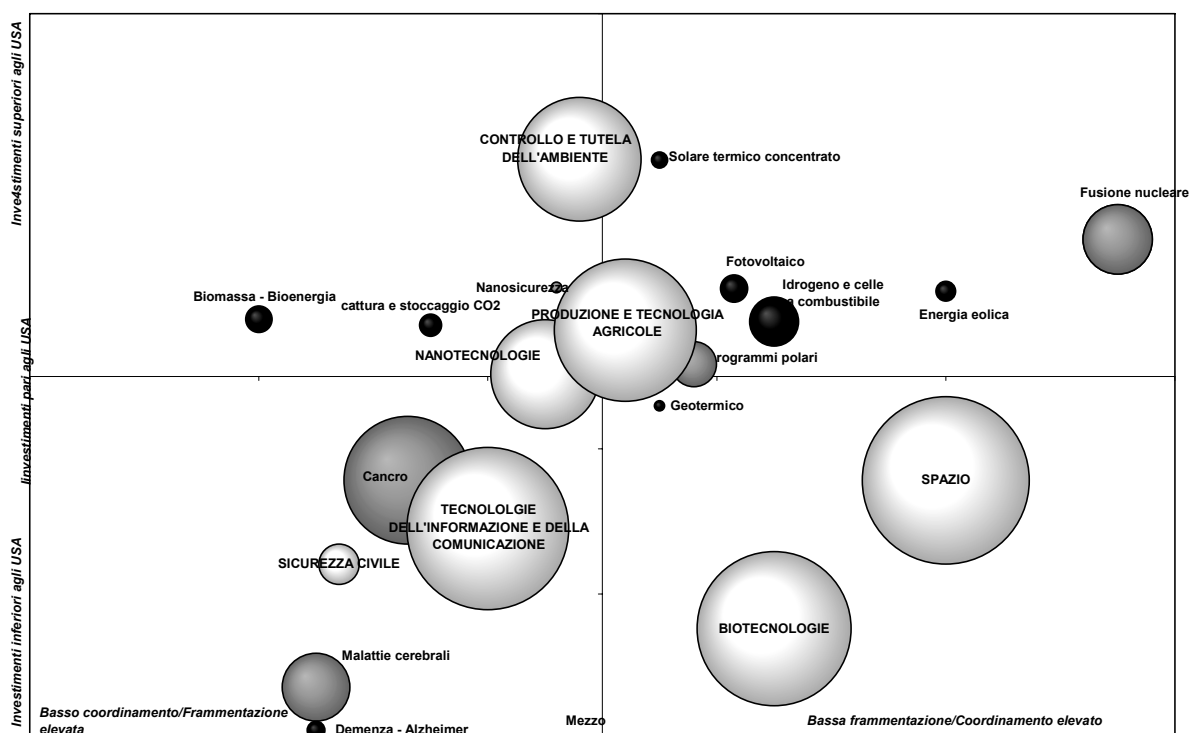 Inve4stimenti superiori agli USA
Iinvestimenti pari agli USA
Investimenti inferiori agli USA
CONTROLLO E TUTELA
DELL'AMBIENTE
Solare termico concentrato
Fusione nucleare
Fotovoltaico
Idrogeno e celle
a combustibile
Nanosicurezza
Biomassa - Bioenergia
cattura e stoccaggio CO2
Energia eolica
PRODUZIONE E TECNOLOGIA
AGRICOLE
NANOTECNOLOGIE
rogrammi polari
Geotermico
Cancro
SPAZIO
TECNOLOLGIE
DELL'INFORMAZIONE E DELLA
COMUNICAZIONE
SICUREZZA CIVILE
BIOTECNOLOGIE
Malattie cerebrali
Basso coordinamento/Frammentazione
elevata
Demenza - Alzheimer
Mezzo
Bassa frammentazione/Coordinamento elevato